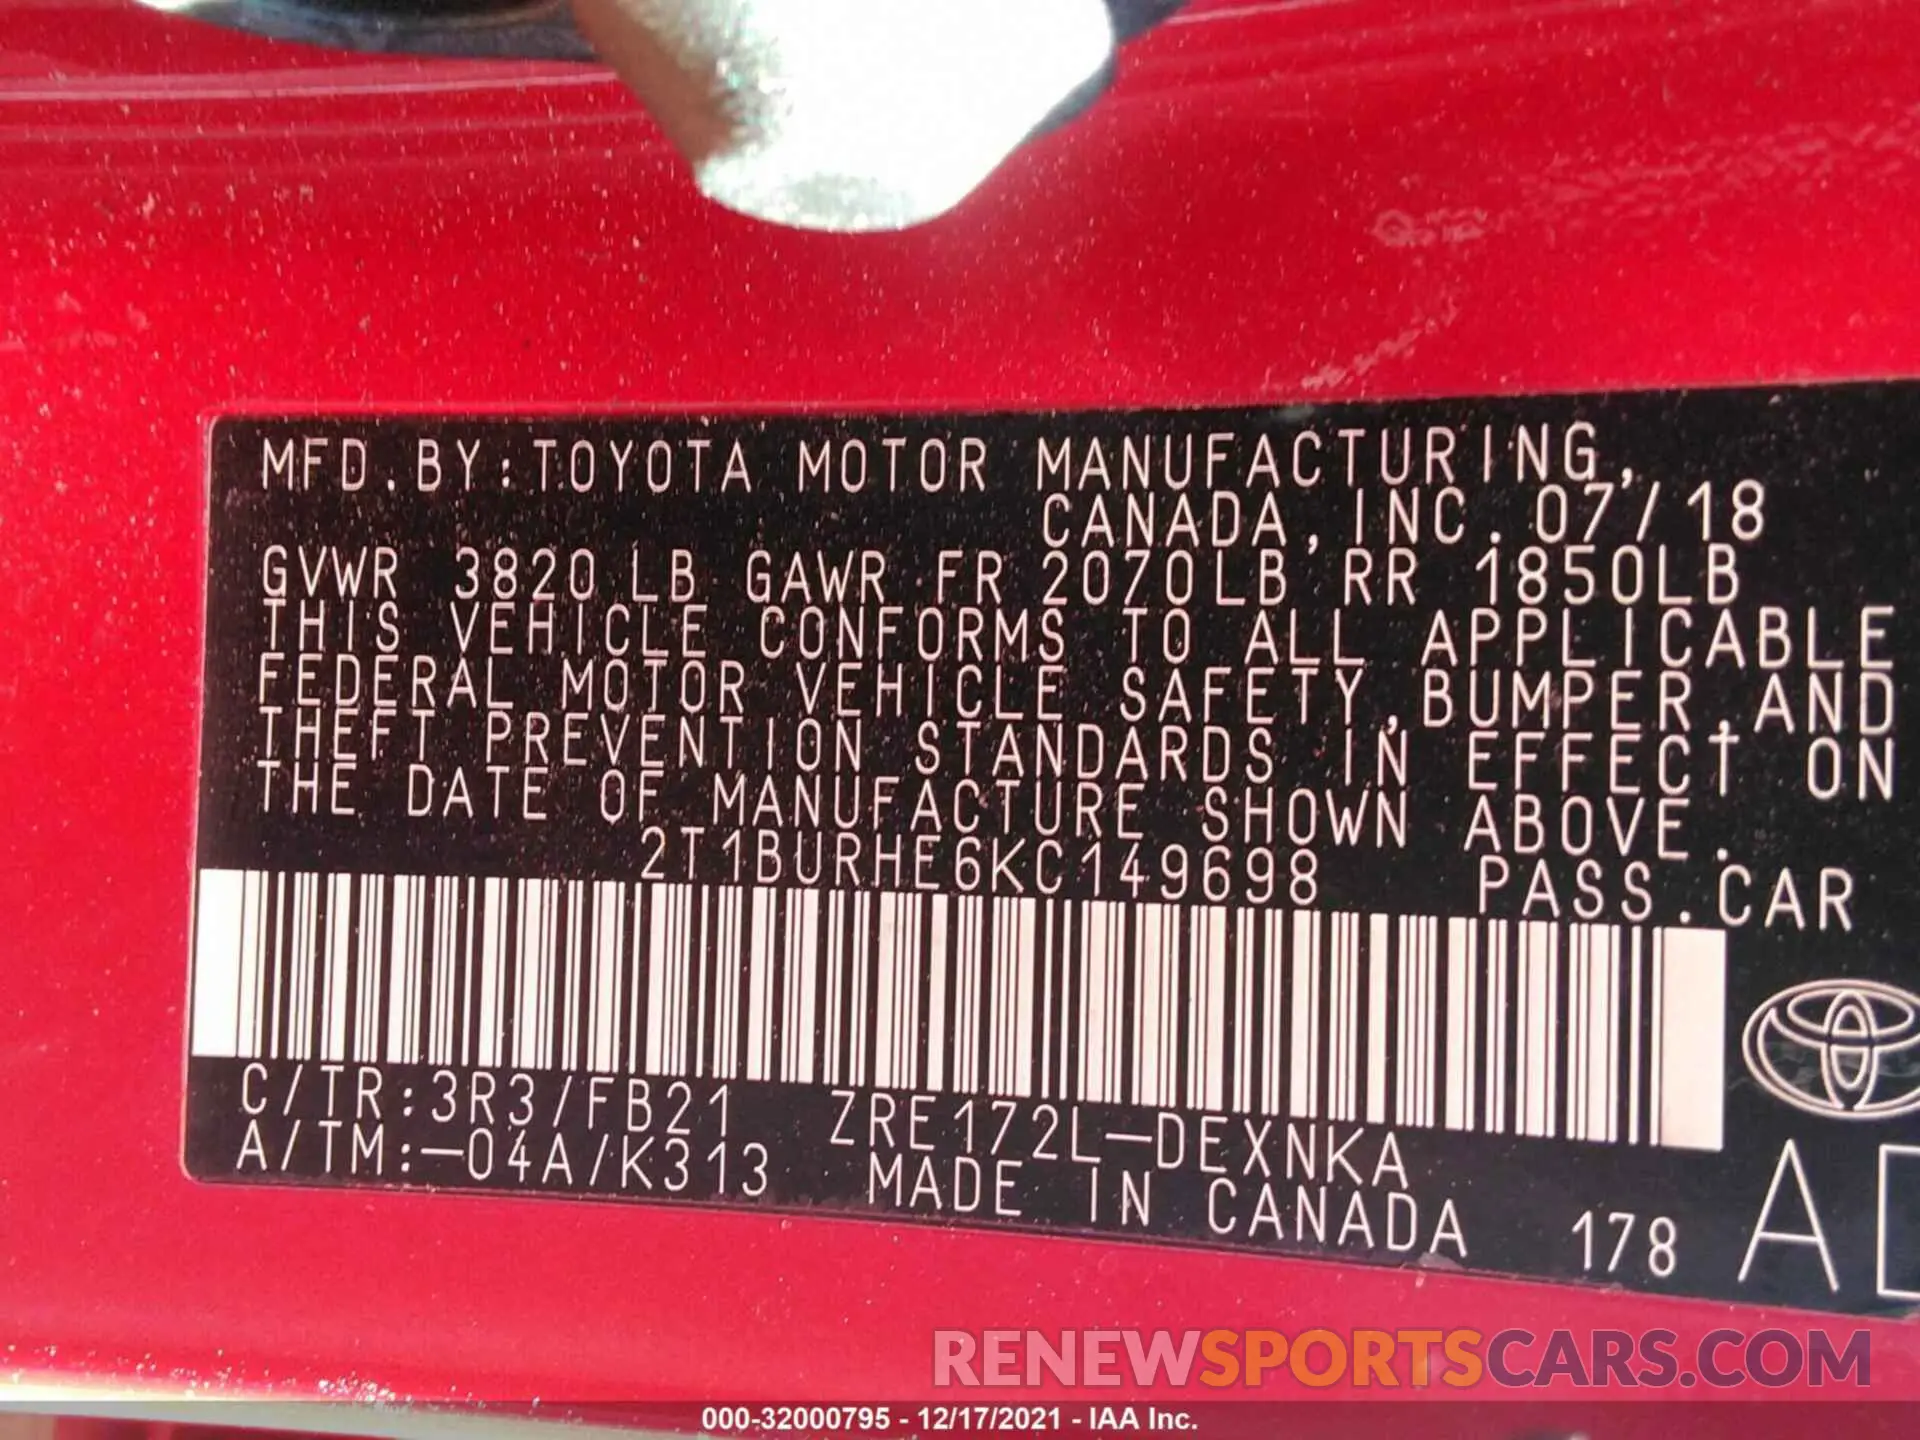 MFD.BY:TOYOTA MOTOR MANUFACTURING,
CANADA,INC.07/18
GVWR 3820 LB GAWR FR 2070LB RR 1850LB
THIS VEHICLE CONFORMS TO ALL APPLICABLE
FEDERAL MOTOR VEHICLE SAFETY,BUMPER,AND
THEFT PREVENTION STANDARDS IN EFFECT ON
THE DATE OF MANUFACTURE SHOWN ABOVE.
2T1BURHE6KC149698 PASS.CAR
C/TR:3R3/FB21 ZRE172L-DEXNKA
A/TM:-04A/K313 MADE IN CANADA 178
RENEWSPORTSCARS.COM
000-32000795 - 12/17/2021 - IAA Inc.